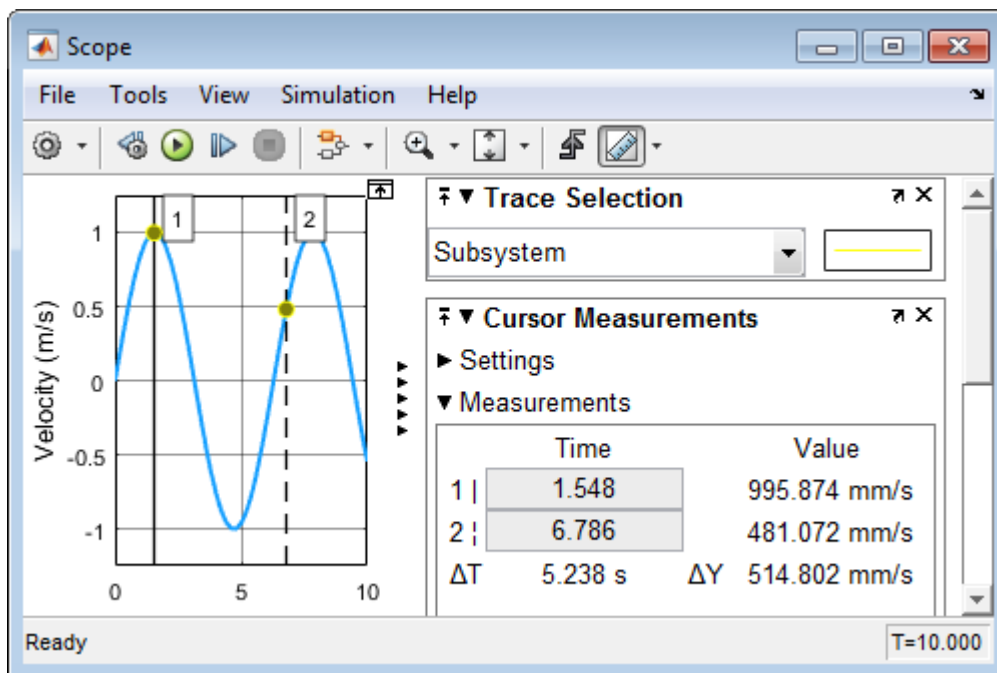 Scope
File Tools View Simulation Help
1 2
1
0.5
0
-0.5
-1
Velocity (m/s)
0 5 10
Trace Selection
Subsystem
Cursor Measurements
Settings
Measurements
Time Value
1 | 1.548 995.874 mm/s
2 ¦ 6.786 481.072 mm/s
ΔT 5.238 s ΔY 514.802 mm/s
Ready T=10.000